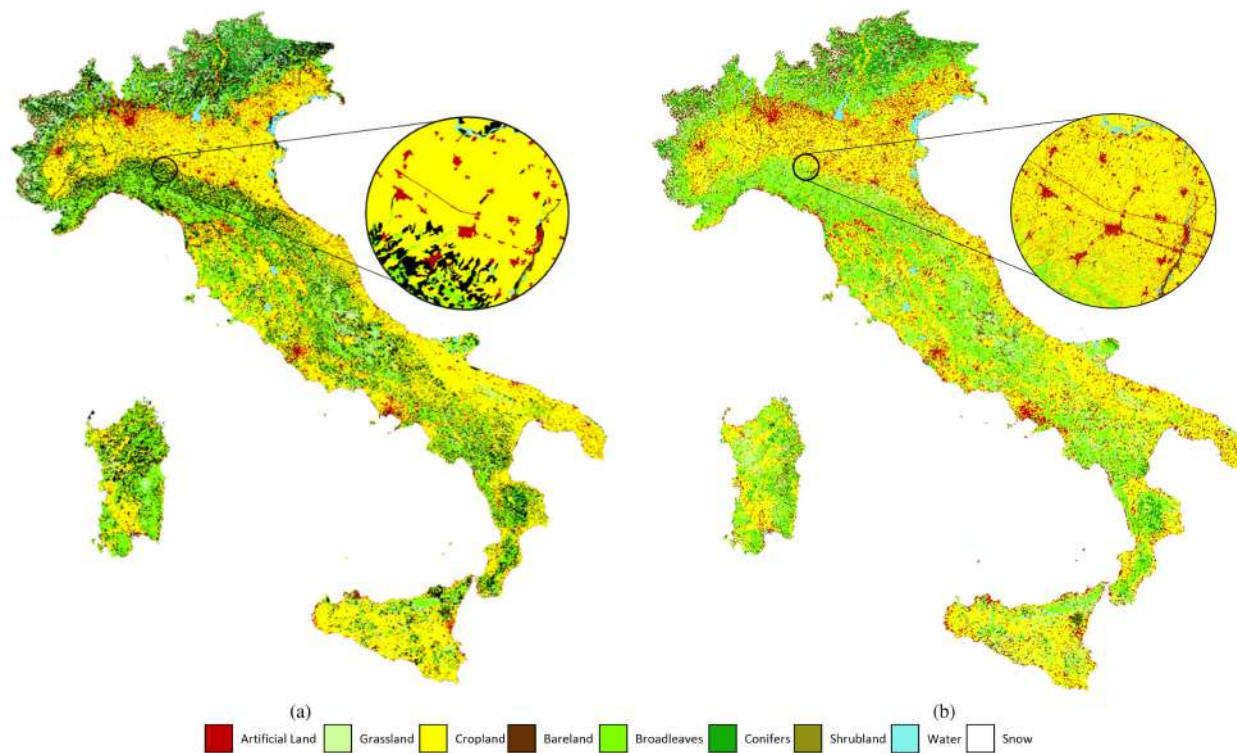 (a)
(b)
Artificial Land Grassland Cropland Bareland Broadleaves Conifers Shrubland Water Snow